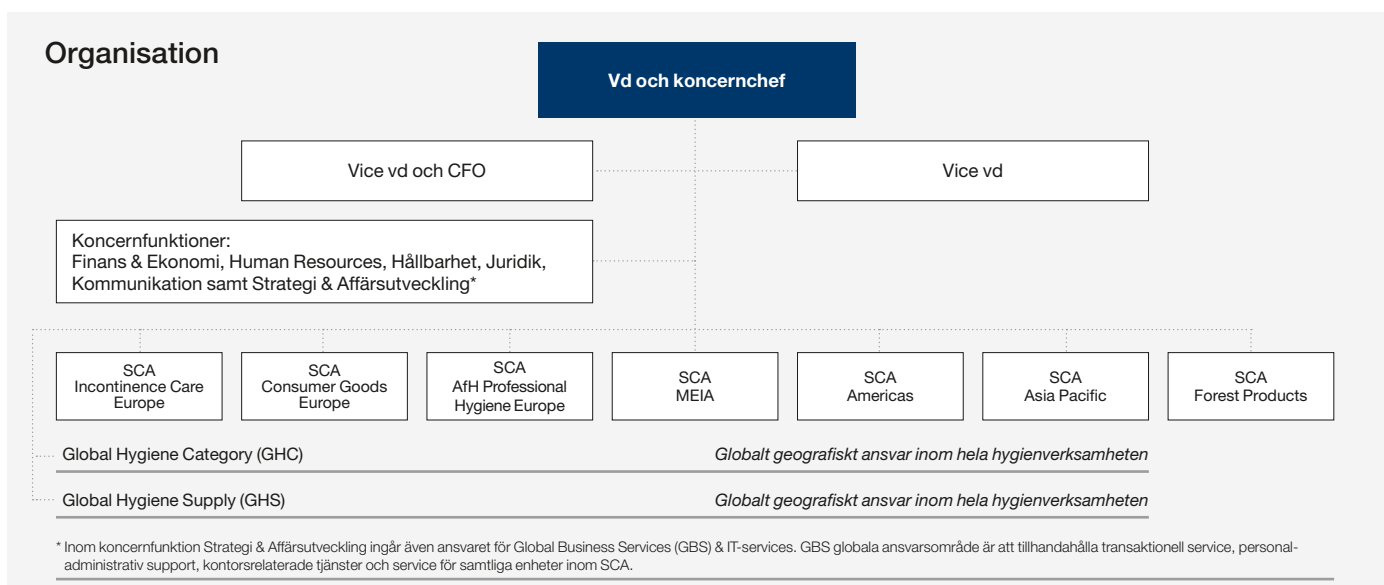 Organisation
Vd och koncernchef
Vice vd och CFO
Vice vd
Koncernfunktioner:
Finans & Ekonomi, Human Resources, Hållbarhet, Juridik,
Kommunikation samt Strategi & Affärsutveckling*
SCA
Incontinence Care
Europe
SCA
Consumer Goods
Europe
SCA
AfH Professional
Hygiene Europe
SCA
MEIA
SCA
Americas
SCA
Asia Pacific
SCA
Forest Products
Global Hygiene Category (GHC) Globalt geografiskt ansvar inom hela hygienverksamheten
Global Hygiene Supply (GHS) Globalt geografiskt ansvar inom hela hygienverksamheten
* Inom koncernfunktion Strategi & Affärsutveckling ingår även ansvaret för Global Business Services (GBS) & IT-services. GBS globala ansvarsområde är att tillhandahålla transaktionell service, personal-
administrativ support, kontorsrelaterade tjänster och service för samtliga enheter inom SCA.